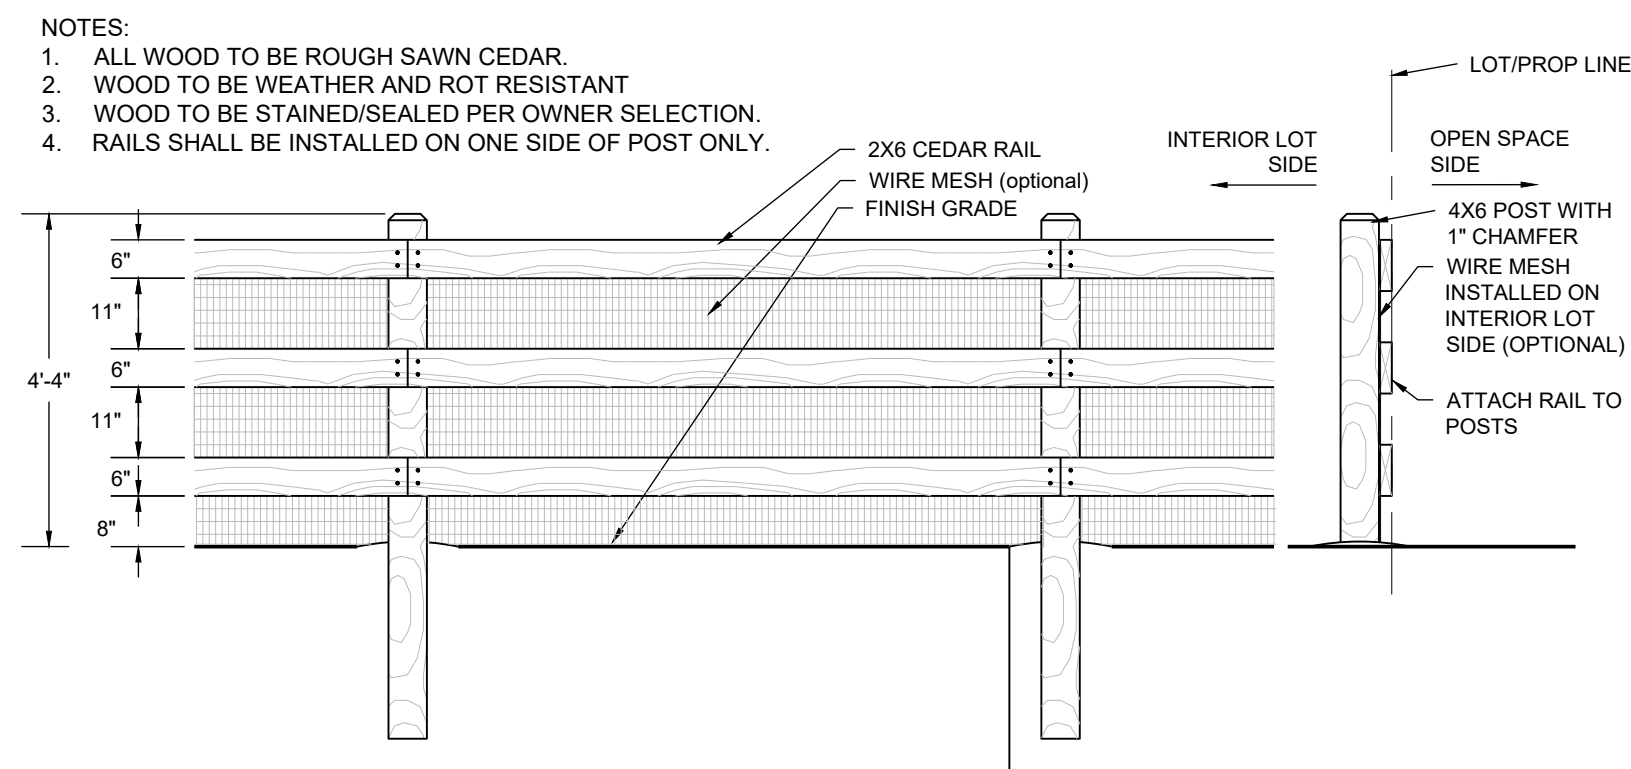 NOTES:
1. ALL WOOD TO BE ROUGH SAWN CEDAR.
2. WOOD TO BE WEATHER AND ROT RESISTANT
3. WOOD TO BE STAINED/SEALED PER OWNER SELECTION.
4. RAILS SHALL BE INSTALLED ON ONE SIDE OF POST ONLY.
2X6 CEDAR RAIL
WIRE MESH (optional)
FINISH GRADE
LOT/PROP LINE
INTERIOR LOT
SIDE
OPEN SPACE
SIDE
4X6 POST WITH
1" CHAMFER
WIRE MESH
INSTALLED ON
INTERIOR LOT
SIDE (OPTIONAL)
ATTACH RAIL TO
POSTS
4'-4"
6"
11"
6"
11"
6"
8"